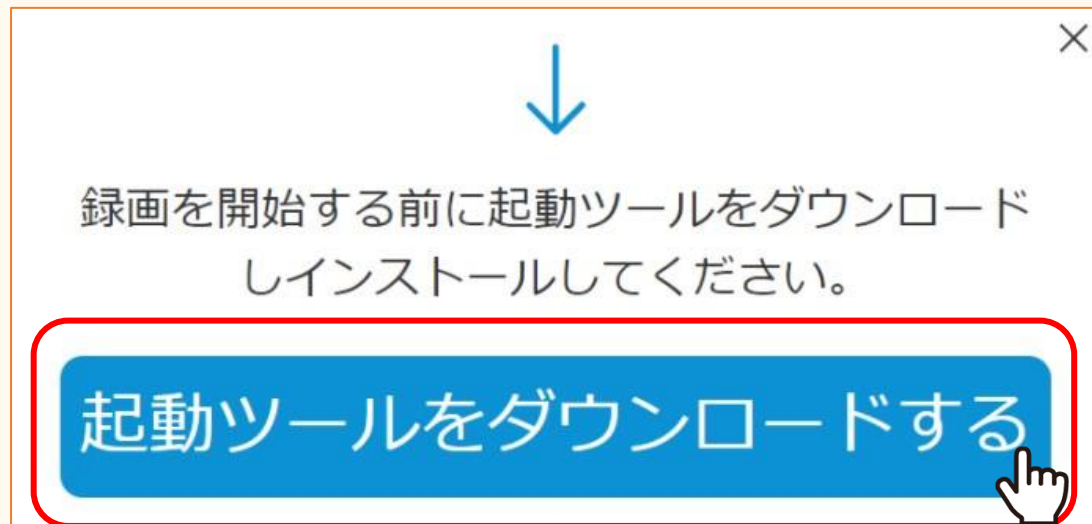 録画を開始する前に起動ツールをダウンロード
しインストールしてください。
起動ツールをダウンロードする